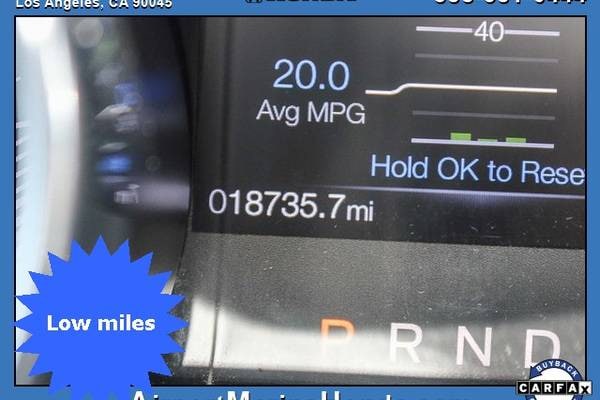 Los Angeles, CA 90045
40
20.0
Avg MPG
Hold OK to Rese
018735.7mi
Low miles
P R N D
BUYBACK
CARFAX